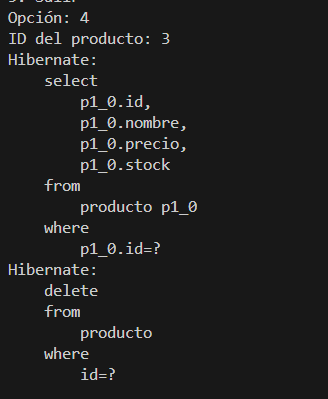 Opción: 4
ID del producto: 3
Hibernate:
    select
        p1_0.id,
        p1_0.nombre,
        p1_0.precio,
        p1_0.stock
    from
        producto p1_0
    where
        p1_0.id=?
Hibernate:
    delete
    from
        producto
    where
        id=?